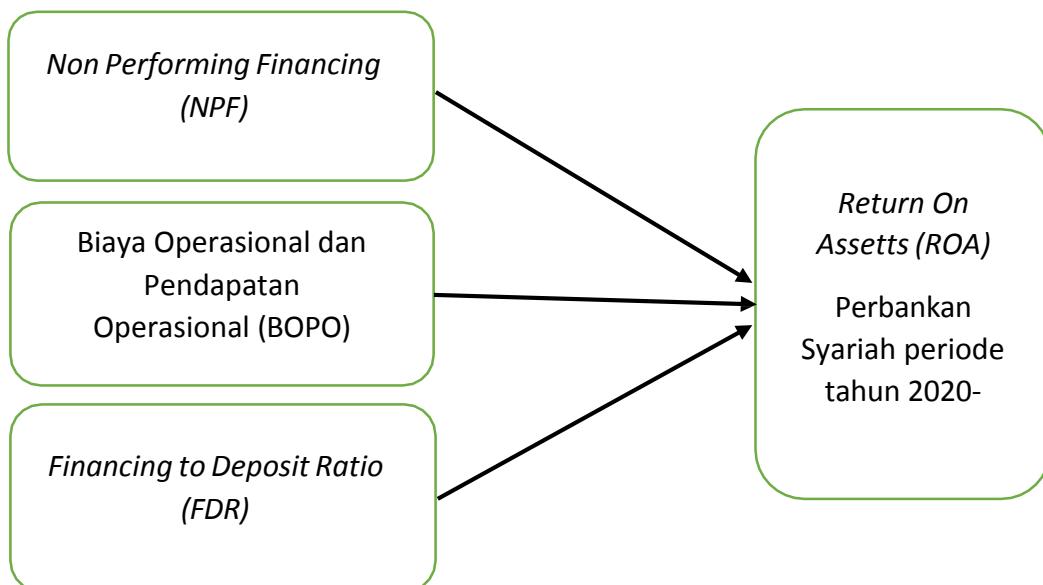 Non Performing Financing
(NPF)
Biaya Operasional dan
Pendapatan
Operasional (BOPO)
Financing to Deposit Ratio
(FDR)
Return On
Assetts (ROA)
Perbankan
Syariah periode
tahun 2020-